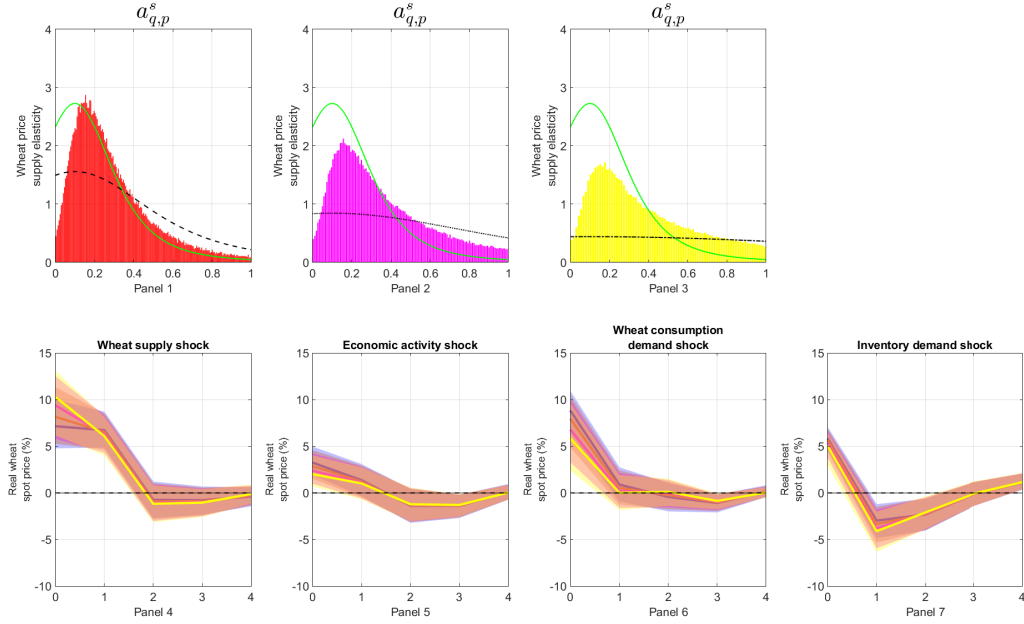 a^s_{q,p}
a^s_{q,p}
a^s_{q,p}
4
3
2
1
0
Wheat price
supply elasticity
0 0.2 0.4 0.6 0.8 1
Panel 1
4
3
2
1
0
Wheat price
supply elasticity
0 0.2 0.4 0.6 0.8 1
Panel 2
4
3
2
1
0
Wheat price
supply elasticity
0 0.2 0.4 0.6 0.8 1
Panel 3
Wheat supply shock
15
10
5
0
-5
-10
Real wheat
spot price (%)
0 1 2 3 4
Panel 4
Economic activity shock
15
10
5
0
-5
-10
Real wheat
spot price (%)
0 1 2 3 4
Panel 5
Wheat consumption
demand shock
15
10
5
0
-5
-10
Real wheat
spot price (%)
0 1 2 3 4
Panel 6
Inventory demand shock
15
10
5
0
-5
-10
Real wheat
spot price (%)
0 1 2 3 4
Panel 7